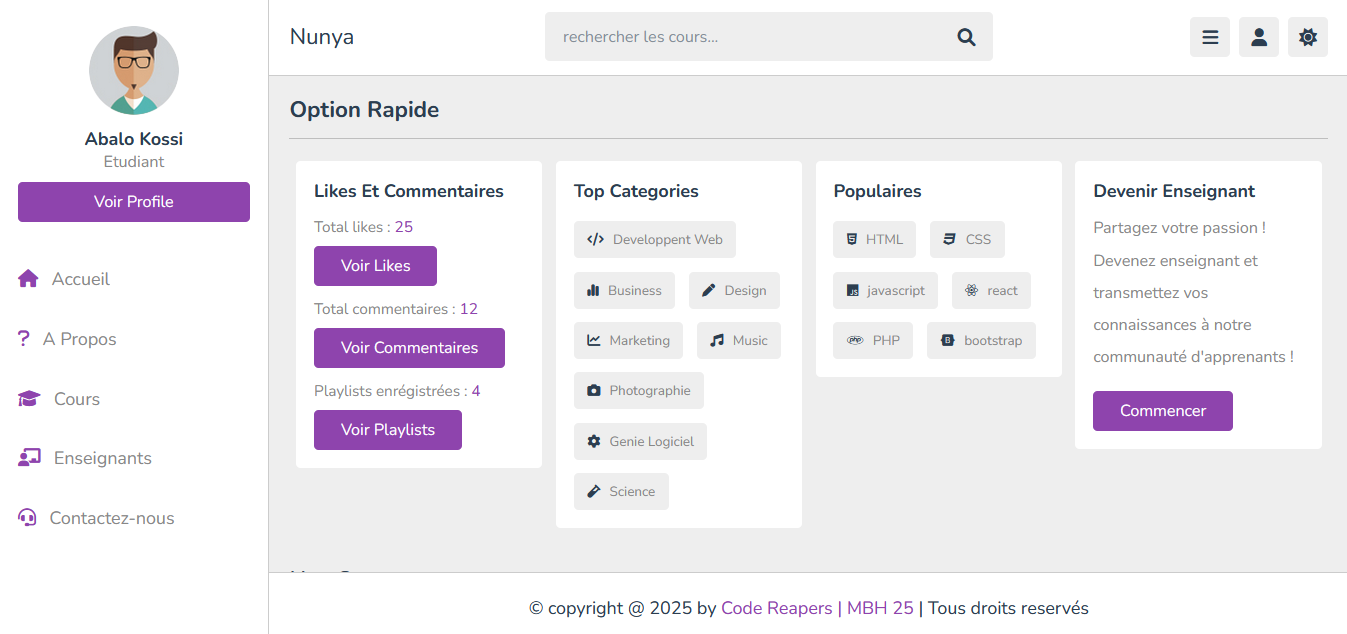 Abalo Kossi
Etudiant
Voir Profile
Accueil
A Propos
Cours
Enseignants
Contactez-nous
Nunya
rechercher les cours...
Option Rapide
Likes Et Commentaires
Total likes : 25
Voir Likes
Total commentaires : 12
Voir Commentaires
Playlists enrégistrées : 4
Voir Playlists
Top Categories
Developpent Web
Business
Design
Marketing
Music
Photographie
Genie Logiciel
Science
Populaires
HTML
CSS
javascript
react
PHP
bootstrap
Devenir Enseignant
Partagez votre passion !
Devenez enseignant et
transmettez vos
connaissances à notre
communauté d'apprenants !
Commencer
© copyright @ 2025 by Code Reapers | MBH 25 | Tous droits reservés